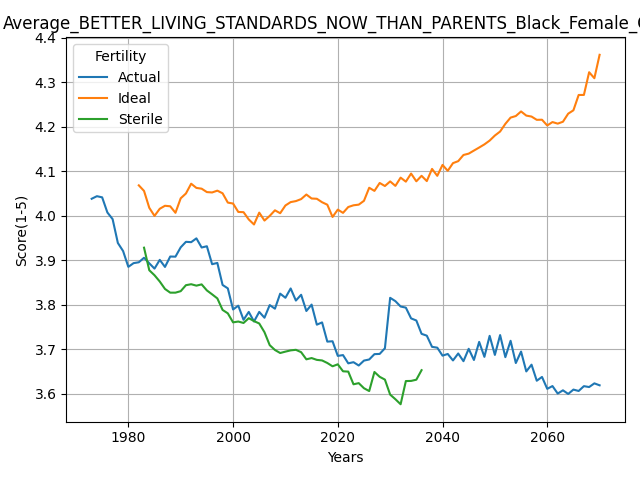 Average_BETTER_LIVING_STANDARDS_NOW_THAN_PARENTS_Black_Female_
4.4
4.3
4.2
4.1
4.0
3.9
3.8
3.7
3.6
Score(1-5)
Fertility
Actual
Ideal
Sterile
1980
2000
2020
2040
2060
Years